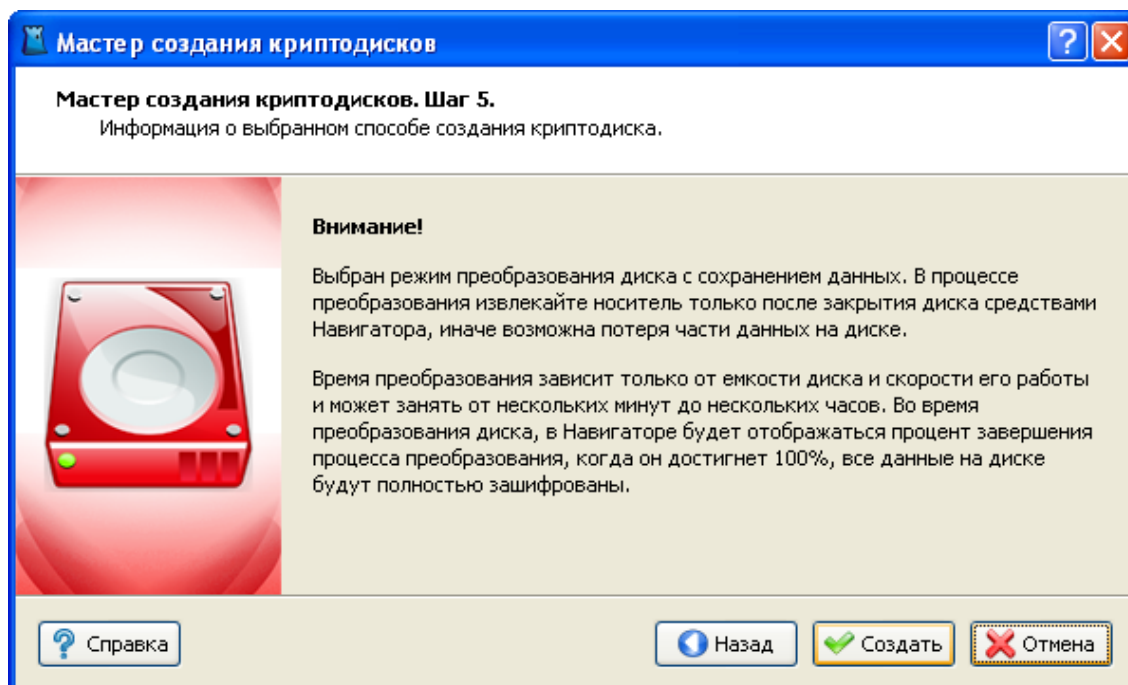 Мастер создания криптодисков
Мастер создания криптодисков. Шаг 5.
Информация о выбранном способе создания криптодиска.
Внимание!
Выбран режим преобразования диска с сохранением данных. В процессе
преобразования извлекайте носитель только после закрытия диска средствами
Навигатора, иначе возможна потеря части данных на диске.
Время преобразования зависит только от емкости диска и скорости его работы
и может занять от нескольких минут до нескольких часов. Во время
преобразования диска, в Навигаторе будет отображаться процент завершения
процесса преобразования, когда он достигнет 100%, все данные на диске
будут полностью зашифрованы.
Справка
Назад
Создать
Отмена